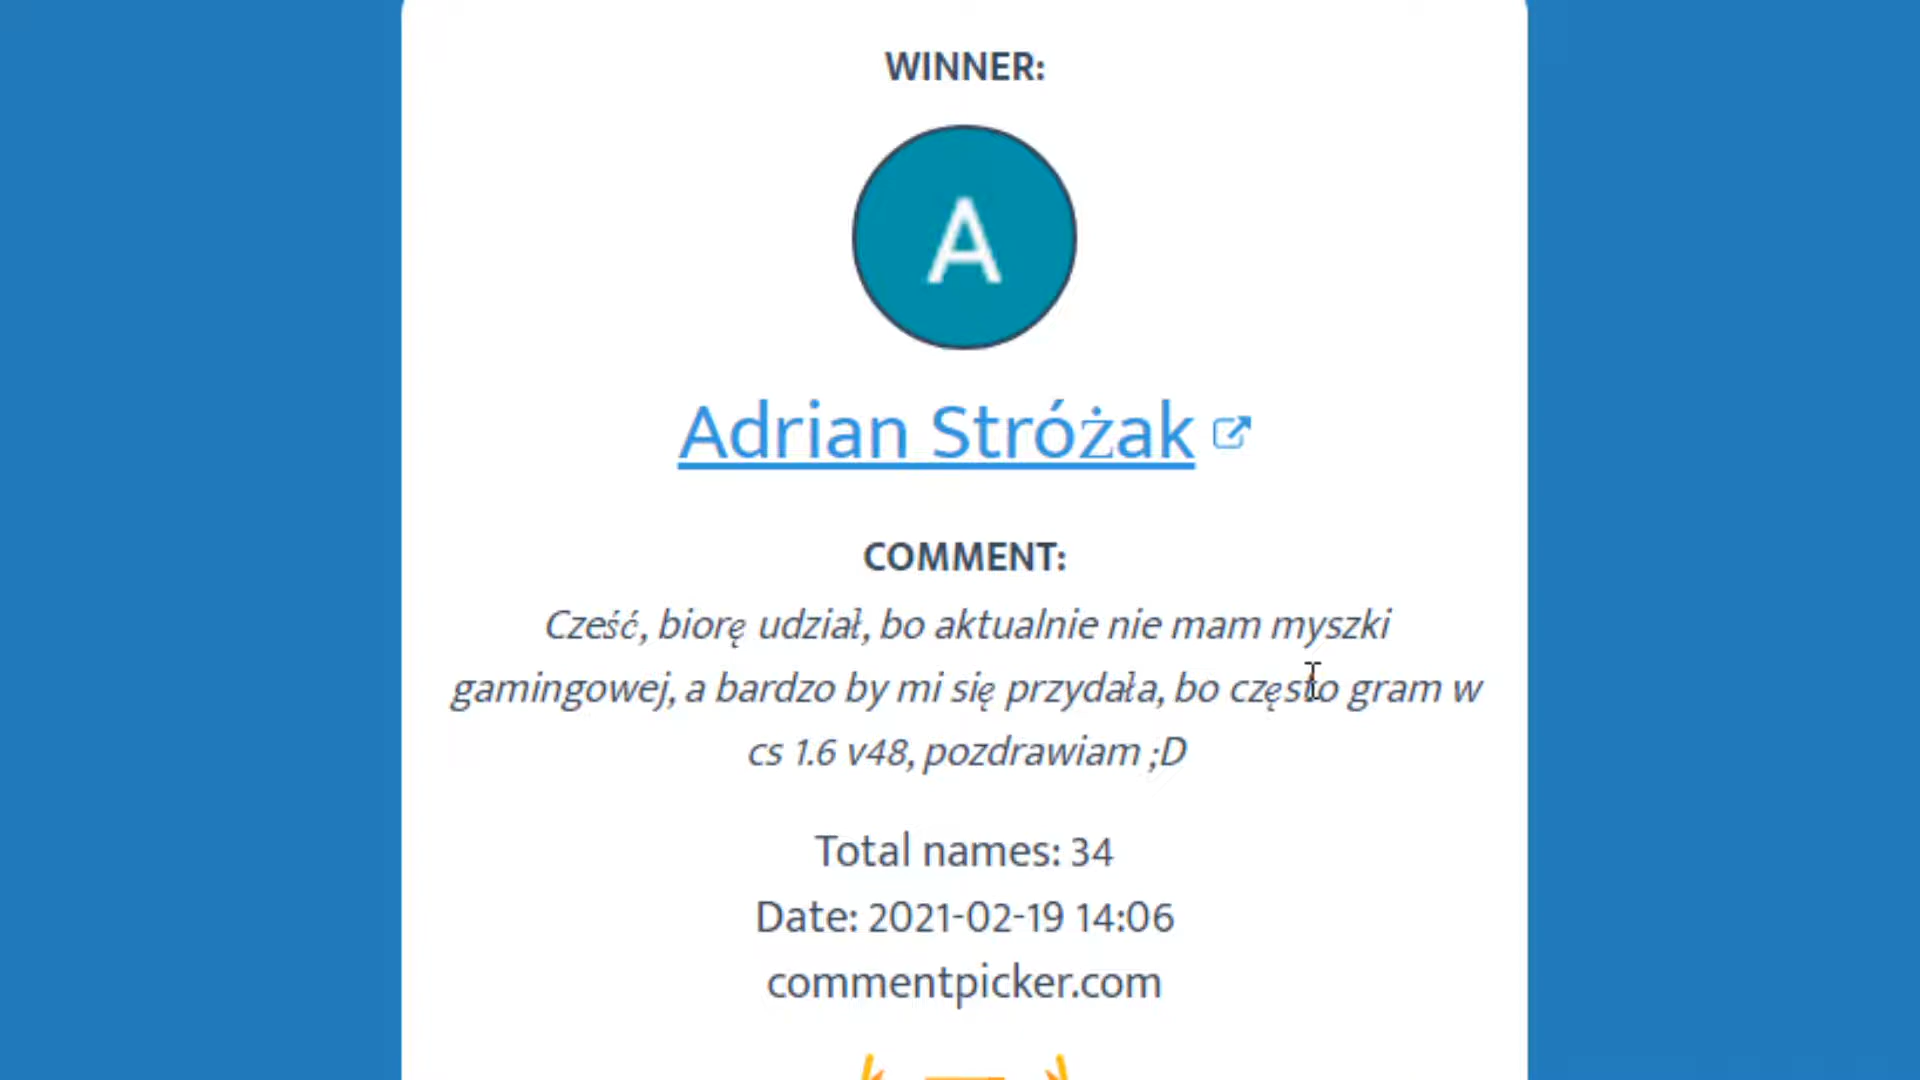 WINNER:
A
Adrian Stróżak
COMMENT:
Cześć, biorę udział, bo aktualnie nie mam myszki
gamingowej, a bardzo by mi się przydała, bo często gram w
cs 1.6 v48, pozdrawiam ;D
Total names: 34
Date: 2021-02-19 14:06
commentpicker.com